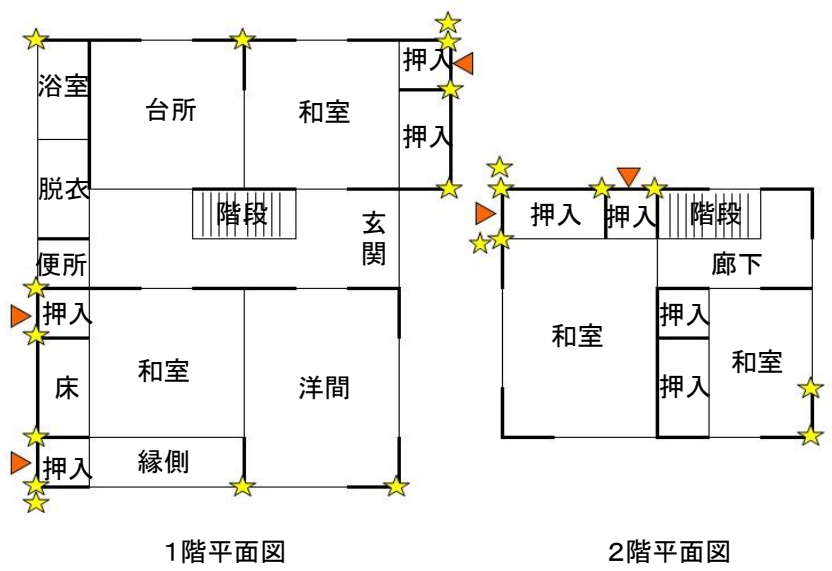 浴室
台所
和室
押入
押入
脱衣
階段
玄関
便所
押入
床
和室
洋間
押入
縁側
1階平面図
押入
押入
階段
廊下
和室
押入
押入
和室
2階平面図